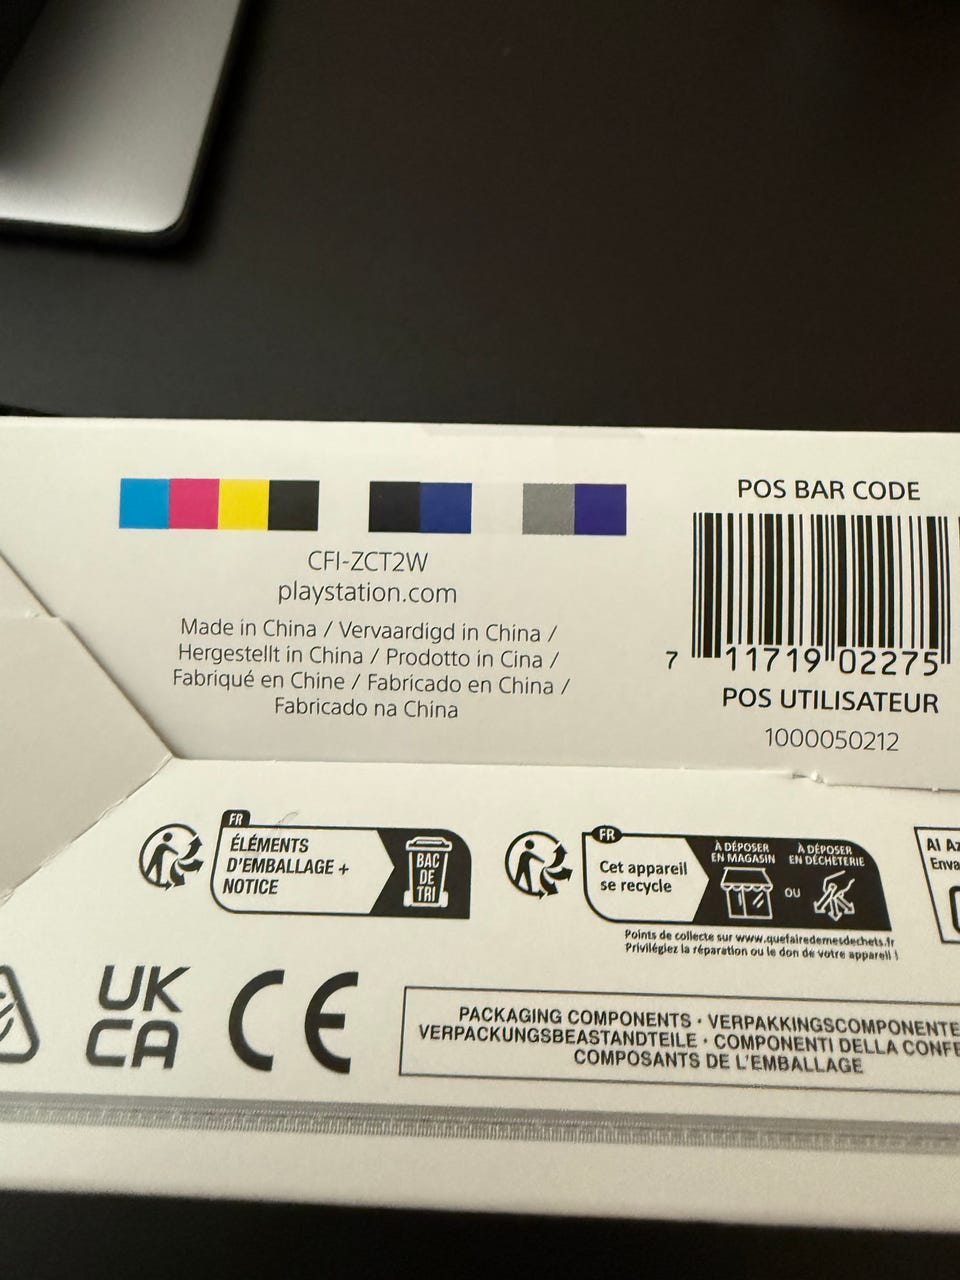 POS BAR CODE
CFI-ZCT2W
playstation.com
Made in China / Vervaardigd in China /
Hergestellt in China / Prodotto in Cina /
Fabriqué en Chine / Fabricado en China /
Fabricado na China
7 11719 02275
POS UTILISATEUR
1000050212
FR
ÉLÉMENTS
D'EMBALLAGE +
NOTICE
BAC
DE
TRI
FR
Cet appareil
se recycle
À DÉPOSER
EN MAGASIN
OU
À DÉPOSER
EN DÉCHÈTERIE
Points de collecte sur www.quefairedemesdechets.fr
Privilégiez la réparation ou le don de votre appareil !
Al
UK
CA
CE
PACKAGING COMPONENTS · VERPAKKINGSCOMPONENTE
VERPACKUNGSBEASTANDTEILE · COMPONENTI DELLA CONFE
COMPOSANTS DE L'EMBALLAGE